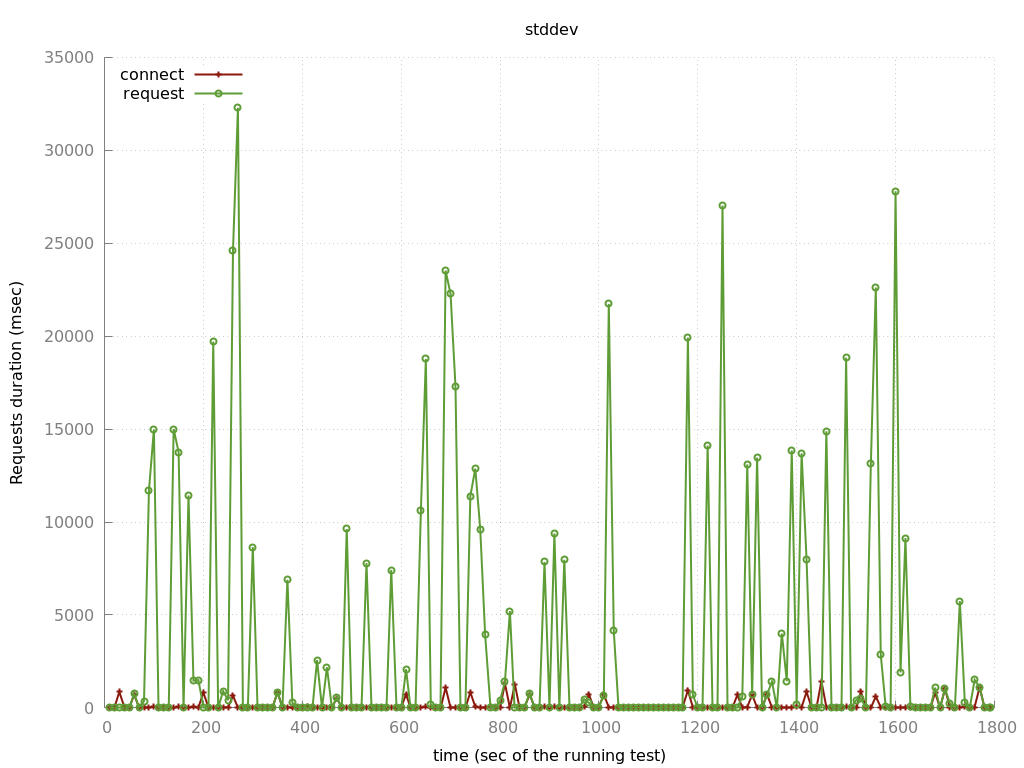 stddev
35000
30000
25000
20000
15000
10000
5000
0
connect
request
Requests duration (msec)
0 200 400 600 800 1000 1200 1400 1600 1800
time (sec of the running test)